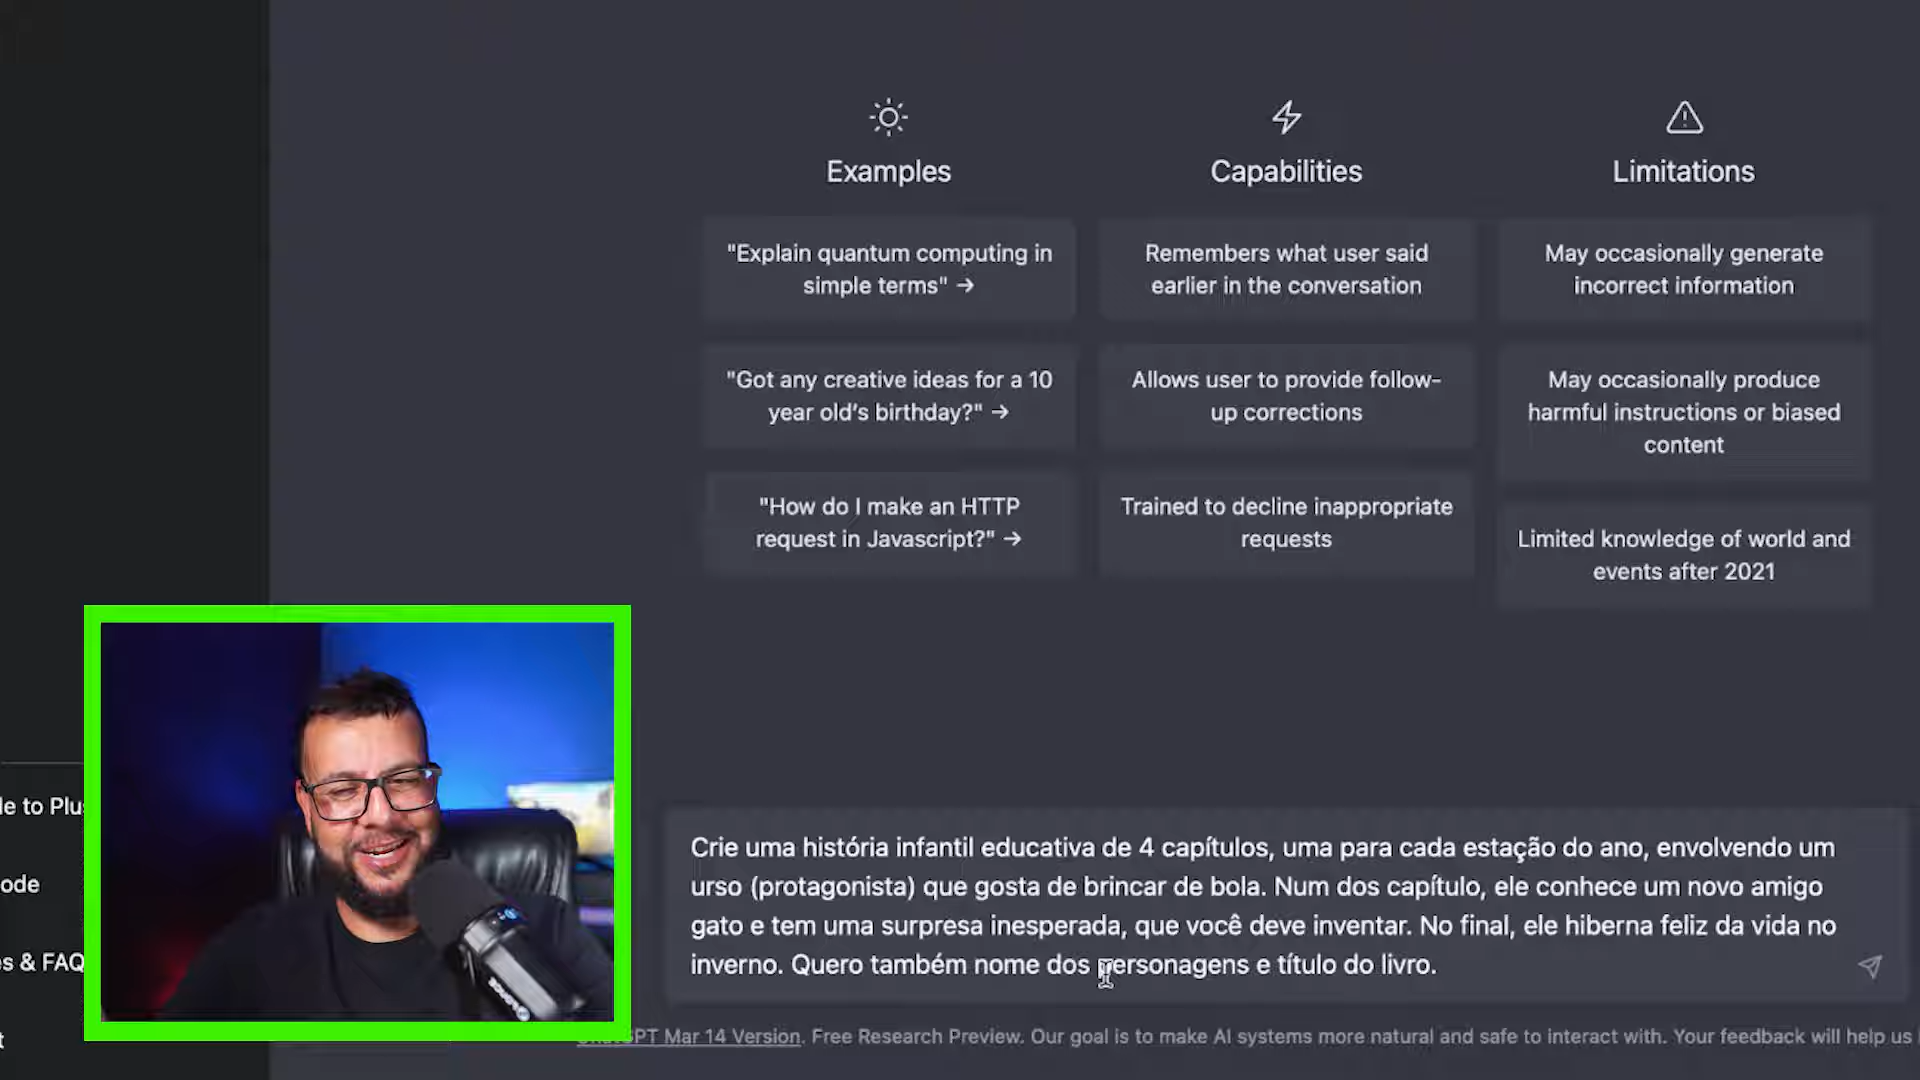 Examples
Capabilities
Limitations
"Explain quantum computing in
simple terms" →
Remembers what user said
earlier in the conversation
May occasionally generate
incorrect information
"Got any creative ideas for a 10
year old's birthday?" →
Allows user to provide follow-
up corrections
May occasionally produce
harmful instructions or biased
content
"How do I make an HTTP
request in Javascript?" →
Trained to decline inappropriate
requests
Limited knowledge of world and
events after 2021
Crie uma história infantil educativa de 4 capítulos, uma para cada estação do ano, envolvendo um
urso (protagonista) que gosta de brincar de bola. Num dos capítulo, ele conhece um novo amigo
gato e tem uma surpresa inesperada, que você deve inventar. No final, ele hiberna feliz da vida no
inverno. Quero também nome dos personagens e título do livro.
to Plus
& FAQ
Mar 14 Version. Free Research Preview. Our goal is to make AI systems more natural and safe to interact with. Your feedback will help us